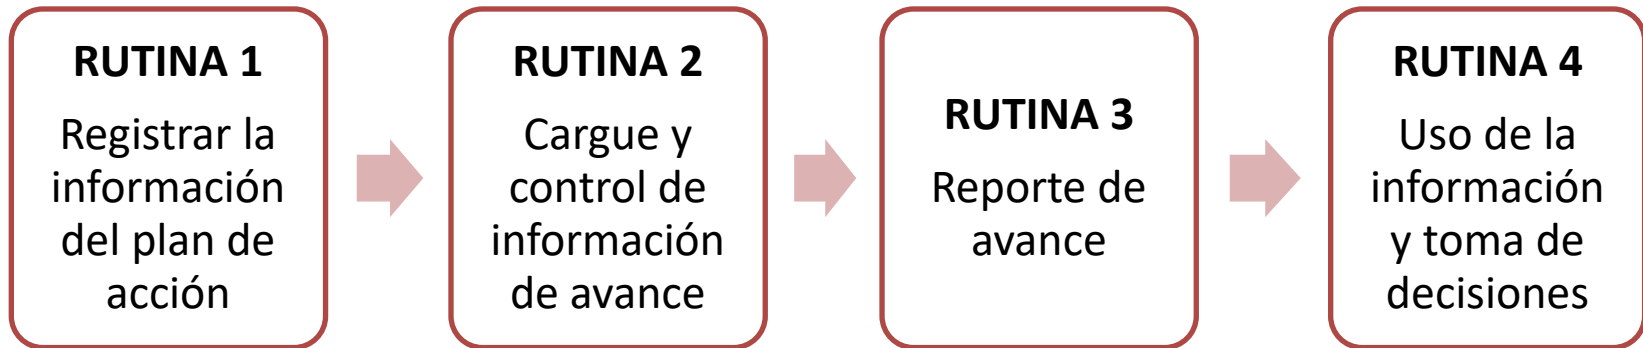 RUTINA 1
Registrar la
información
del plan de
acción
RUTINA 2
Cargue y
control de
información
de avance
RUTINA 3
Reporte de
avance
RUTINA 4
Uso de la
información
y toma de
decisiones